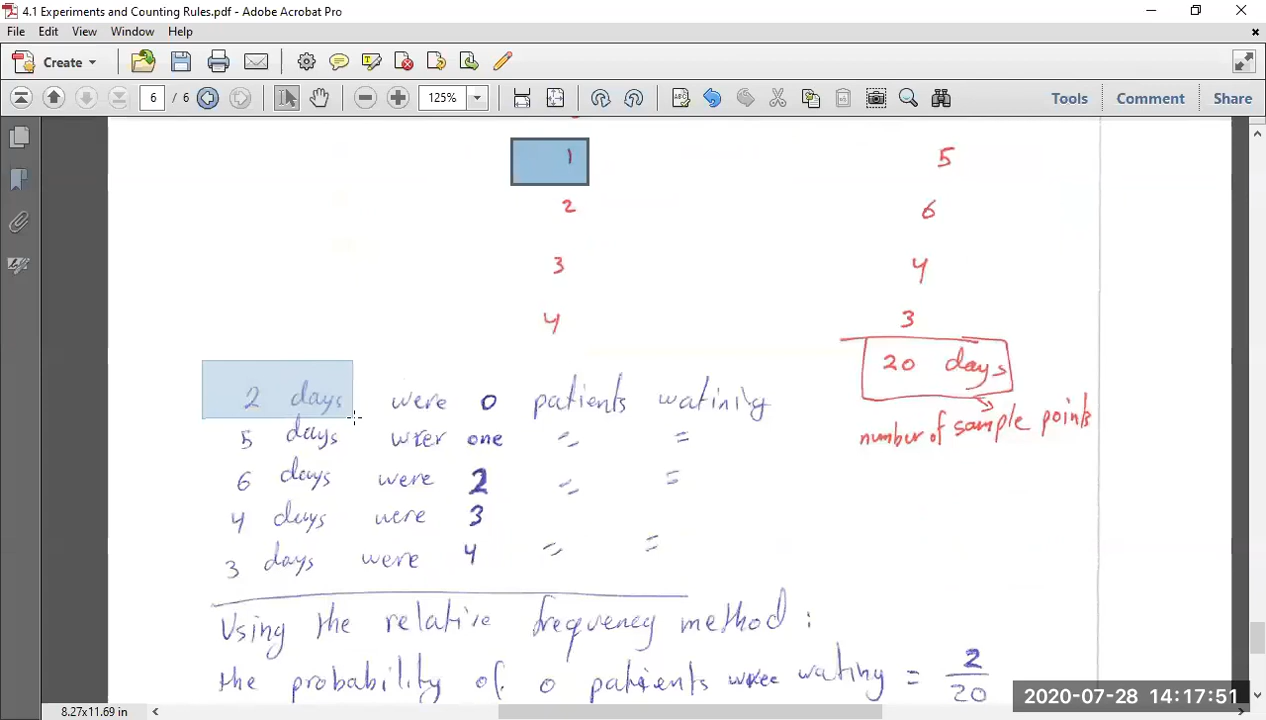 4.1 Experiments and Counting Rules.pdf - Adobe Acrobat Pro
File Edit View Window Help
Create
6 / 6 125% Tools Comment Share
1 5
2 6
3 4
4 3
20 days
number of sample points
2 days were 0 patients watining
5 days wrer one = =
6 days were 2 = =
4 days were 3
3 days were 4 = =
Using the relative frequency method :
the probability of 0 patients were wating = 2/20
8.27x11.69 in
2020-07-28 14:17:51